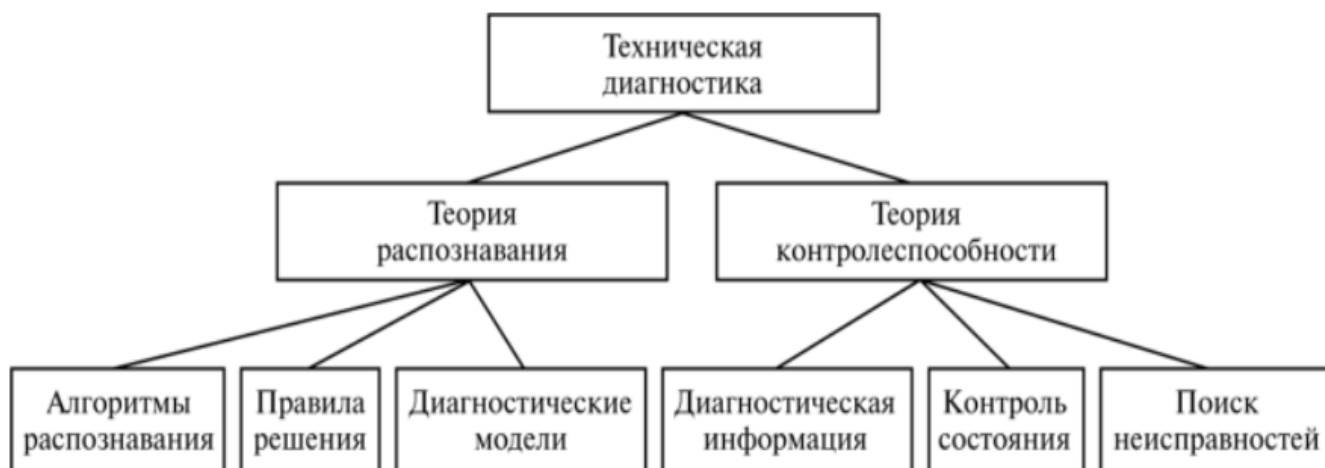 Техническая
диагностика
Теория
распознавания
Теория
контролеспособности
Алгоритмы
распознавания
Правила
решения
Диагностические
модели
Диагностическая
информация
Контроль
состояния
Поиск
неисправностей